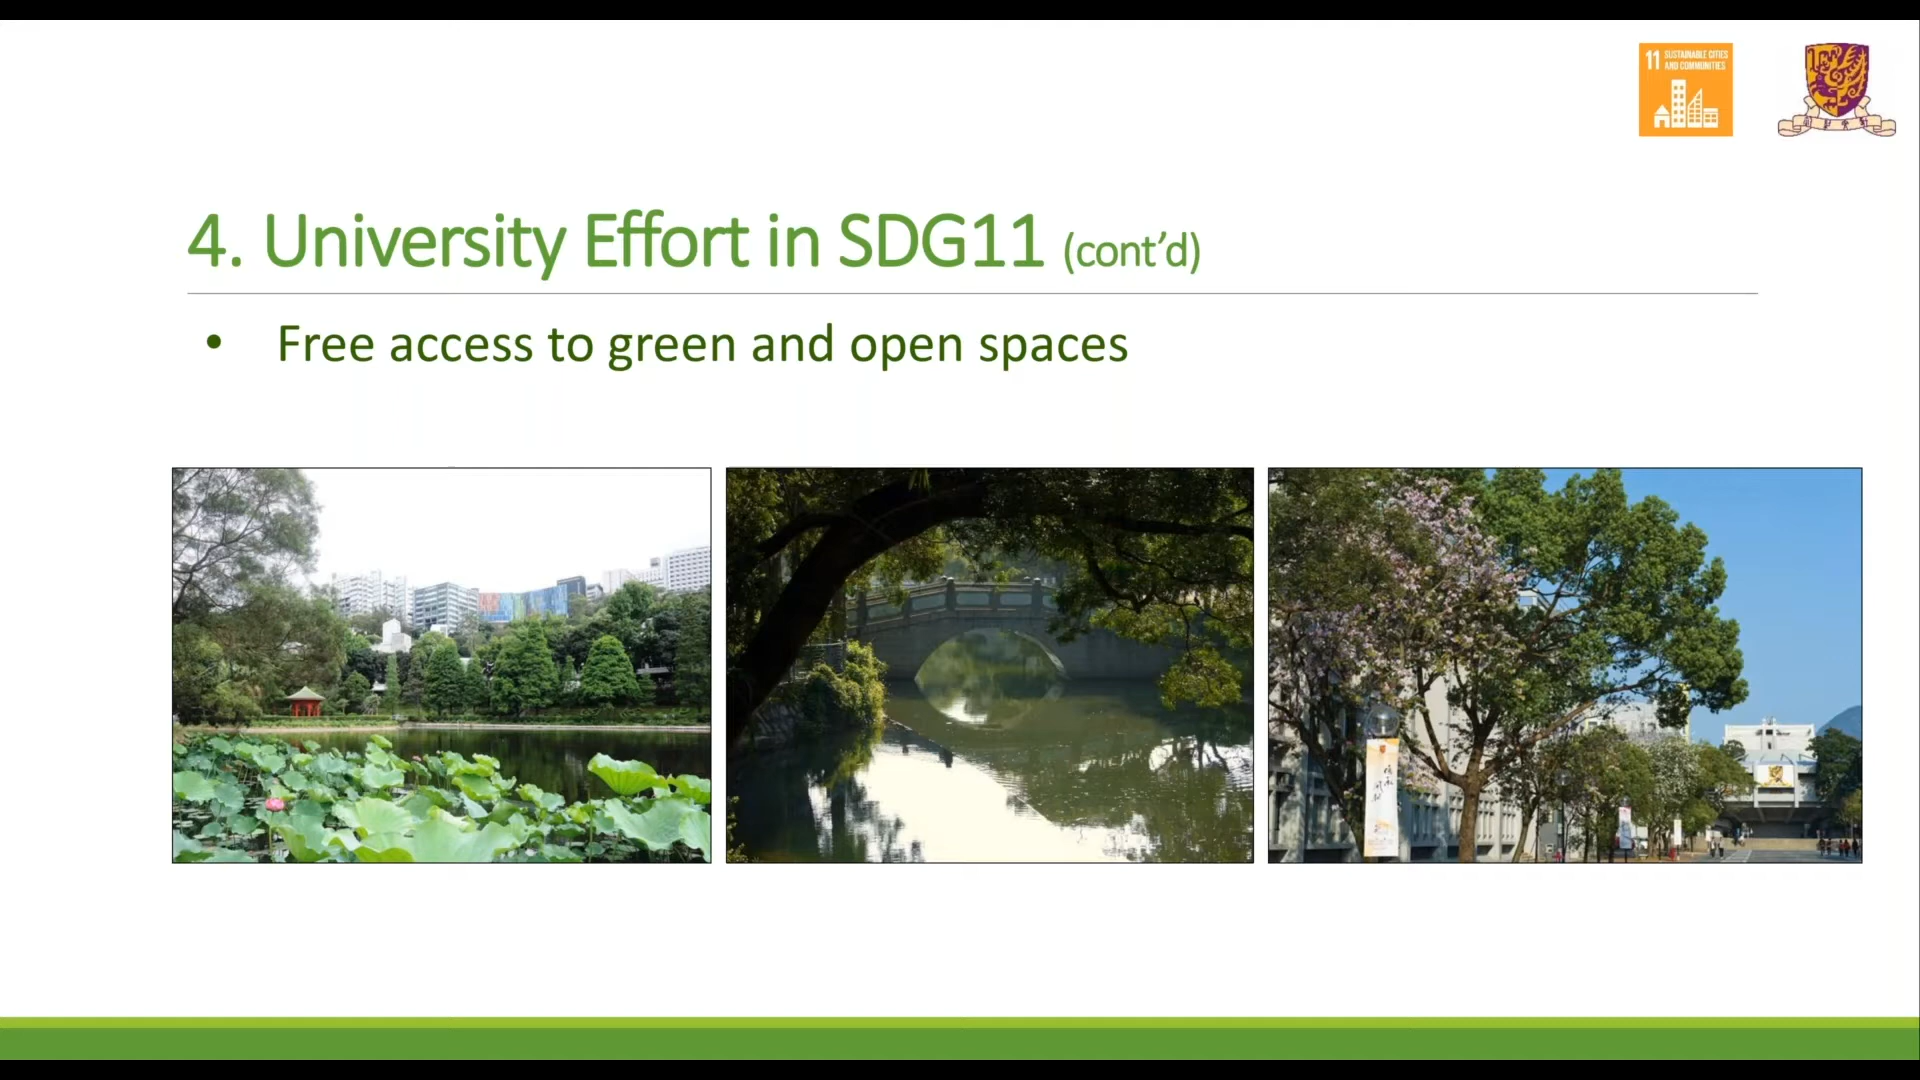 11 SUSTAINABLE CITIES
AND COMMUNITIES
4. University Effort in SDG11 (cont’d)
• Free access to green and open spaces